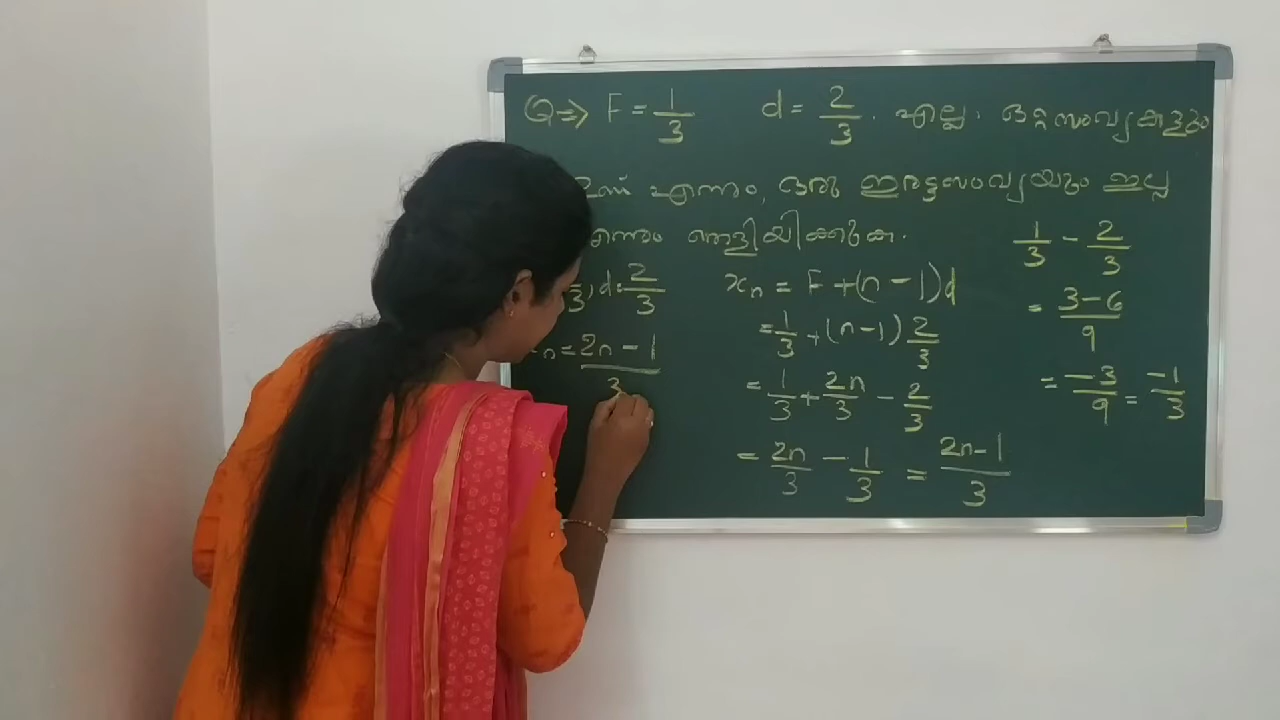 Q⇒ F = 1/3 d = 2/3. എല്ലാ. ഒറ്റസംഖ്യകളും
എന്നും, ഒരു ഇരട്ടസംഖ്യയും ഇല്ല
എന്നും തെളിയിക്കുക.
d = 2/3
n = (2n - 1)/3
xn = F + (n - 1)d
= 1/3 + (n - 1) 2/3
= 1/3 + 2n/3 - 2/3
= 2n/3 - 1/3 = (2n - 1)/3
1/3 - 2/3
= (3 - 6)/9
= -3/9 = -1/3